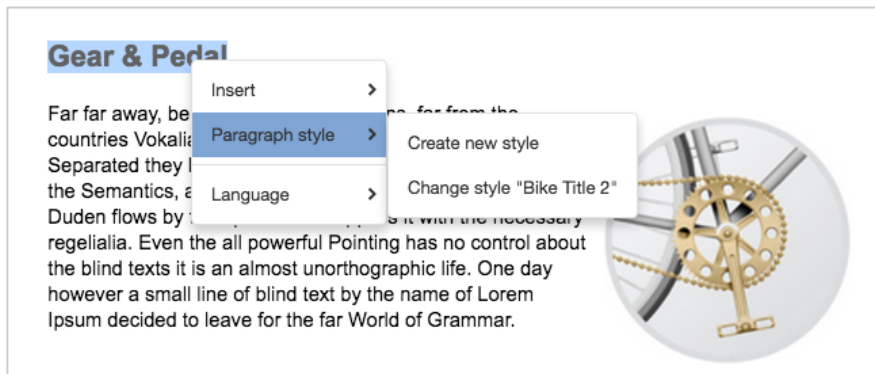 Gear & Pedal
Insert
Far far away, be far from the
Paragraph style
countries Vokalia
Create new style
Separated they
Change style "Bike Title 2"
the Semantics, a
Language
Duden flows by it with the necessary
regelialia. Even the all powerful Pointing has no control about
the blind texts it is an almost unorthographic life. One day
however a small line of blind text by the name of Lorem
Ipsum decided to leave for the far World of Grammar.